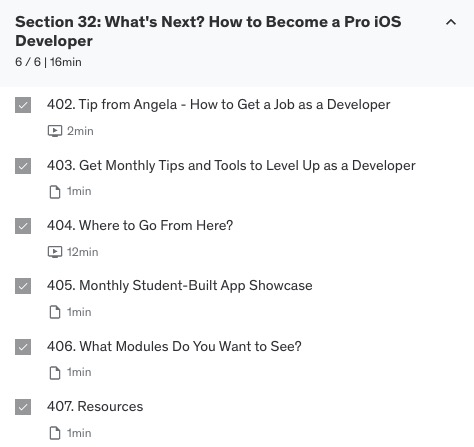 Section 32: What's Next? How to Become a Pro iOS
Developer
6 / 6 | 16min
402. Tip from Angela - How to Get a Job as a Developer
2min
403. Get Monthly Tips and Tools to Level Up as a Developer
1min
404. Where to Go From Here?
12min
405. Monthly Student-Built App Showcase
1min
406. What Modules Do You Want to See?
1min
407. Resources
1min